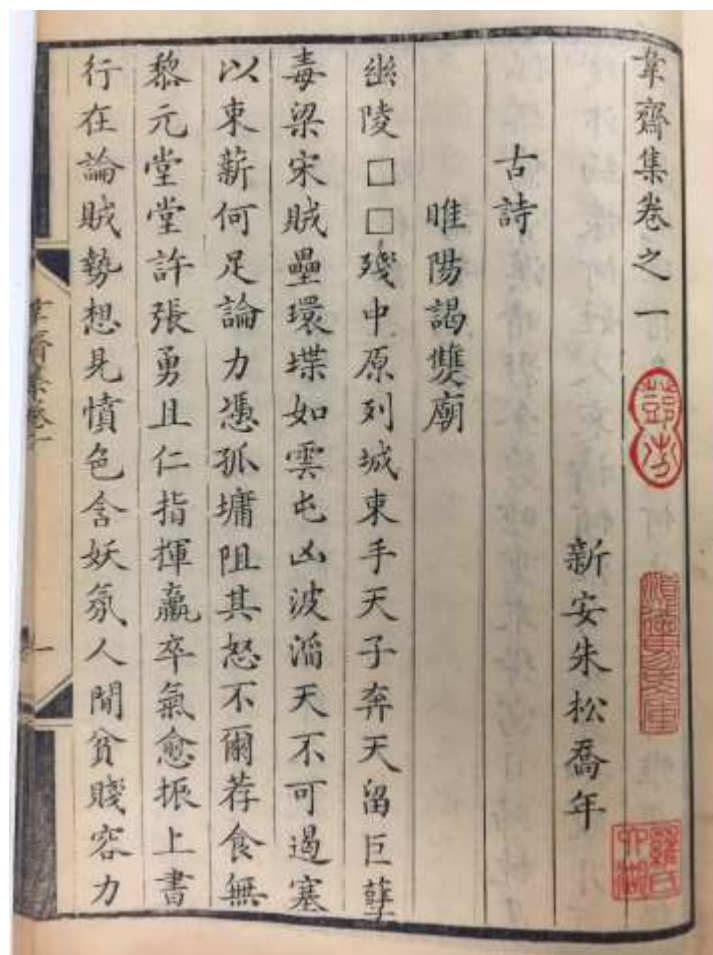 韋齋集卷之一
新安朱松喬年
古詩
睢陽謁雙廟
幽陵□□殘中原列城束手天子奔天留巨孽
毒梁宋賊壘環堞如雲屯凶波滔天不可遏塞
以束薪何足論力憑孤墉阻其怒不爾荐食無
黎元堂堂許張勇且仁指揮羸卒氣愈振上書
行在論賊勢想見憤色含妖氛人間貧賤容力
韋齋集卷一
一